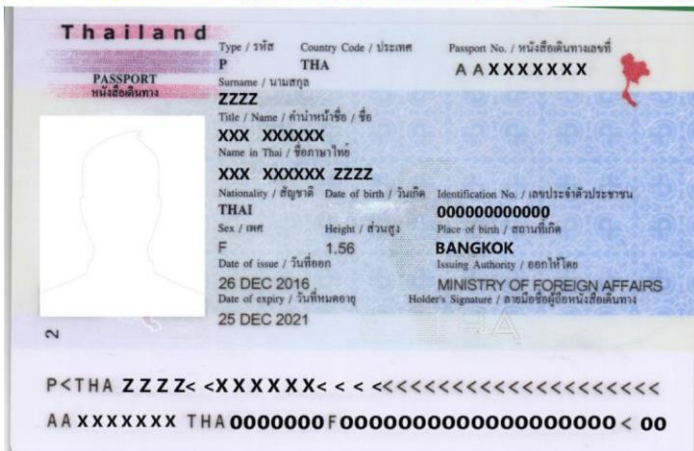 Thailand
Type / รหัส Country Code / ประเทศ Passport No. / หนังสือเดินทางเลขที่
P THA AAXXXXXXX
PASSPORT
หนังสือเดินทาง
Surname / นามสกุล
ZZZZ
Title / Name / คำนำหน้าชื่อ / ชื่อ
XXX XXXXXX
Name in Thai / ชื่อภาษาไทย
XXX XXXXXX ZZZZ
Nationality / สัญชาติ Date of birth / วันเกิด Identification No. / เลขประจำตัวประชาชน
THAI 000000000000
Sex / เพศ Height / ส่วนสูง Place of birth / สถานที่เกิด
F 1.56 BANGKOK
Date of issue / วันที่ออก Issuing Authority / ออกให้โดย
26 DEC 2016 MINISTRY OF FOREIGN AFFAIRS
Date of expiry / วันที่หมดอายุ Holder's Signature / ลายมือชื่อผู้ถือหนังสือเดินทาง
25 DEC 2021
THA
2
P<THA ZZZZ< <XXXXXX< < < <<<<<<<<<<<<<<<<<<<<<<
AA XXXXXXX THA0000000F0000000000000000000< 00